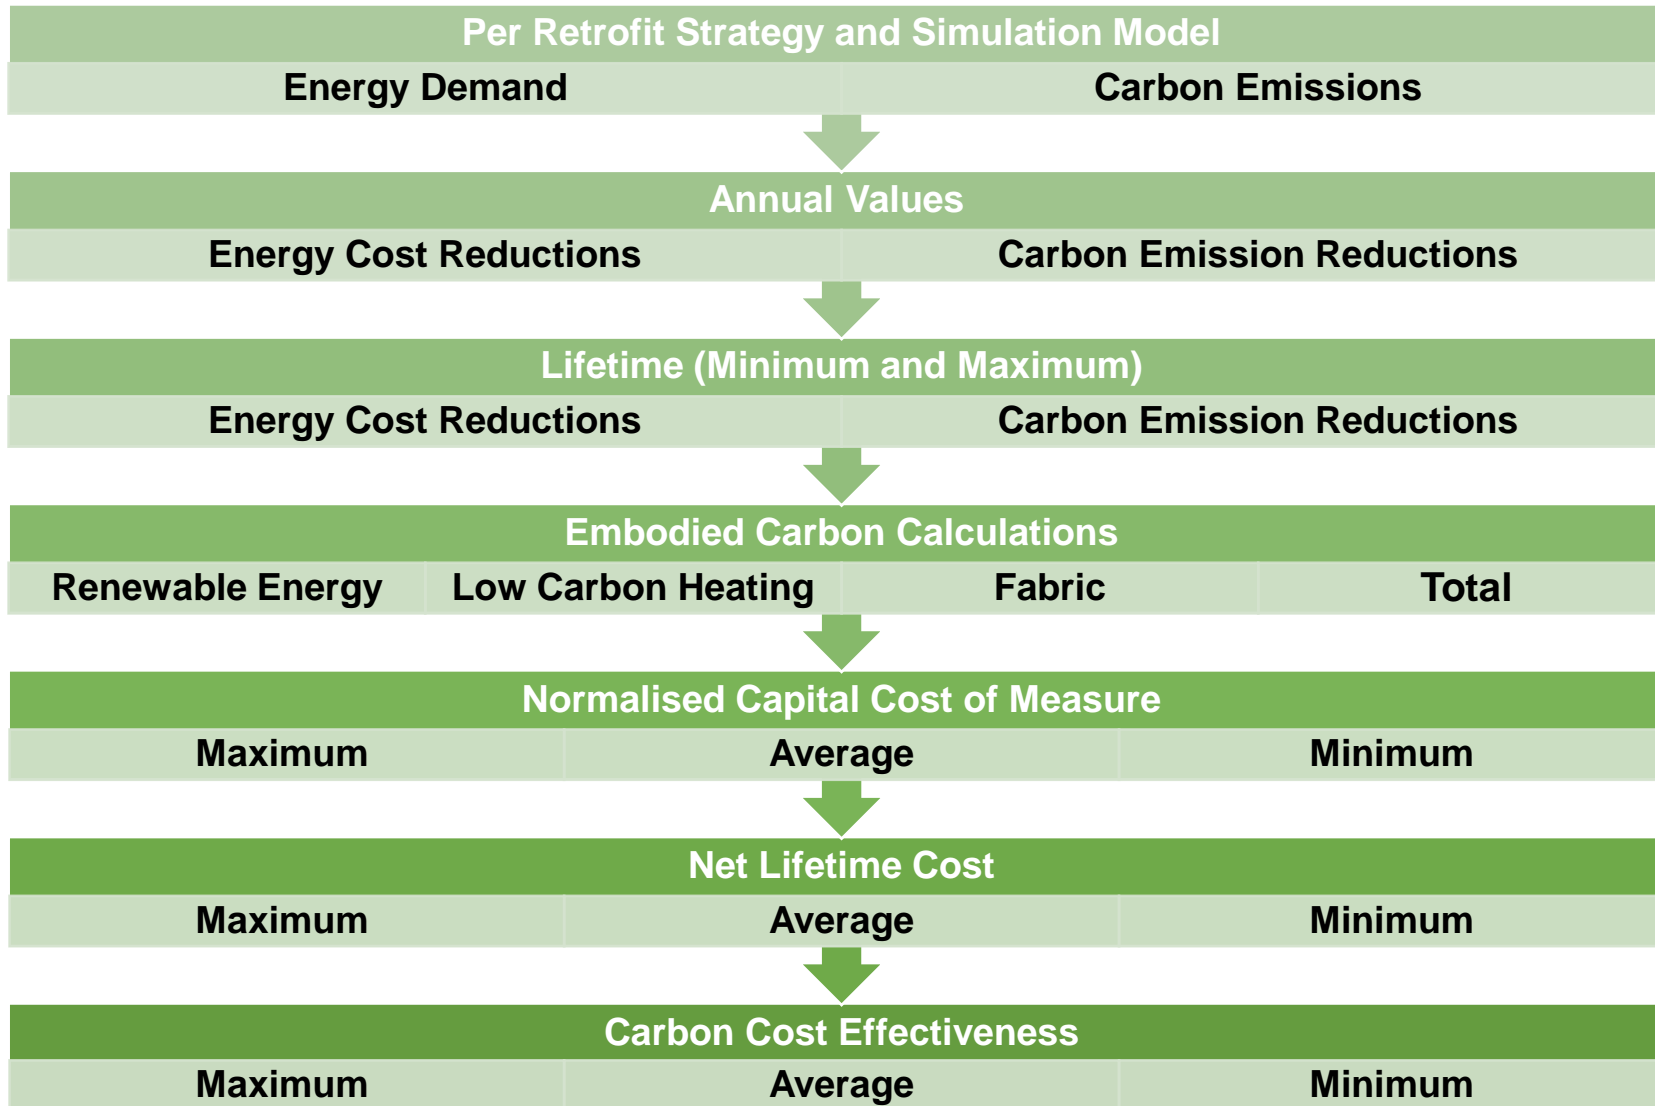 Per Retrofit Strategy and Simulation Model
Energy Demand
Carbon Emissions
Annual Values
Energy Cost Reductions
Carbon Emission Reductions
Lifetime (Minimum and Maximum)
Energy Cost Reductions
Carbon Emission Reductions
Embodied Carbon Calculations
Renewable Energy
Low Carbon Heating
Fabric
Total
Normalised Capital Cost of Measure
Maximum
Average
Minimum
Net Lifetime Cost
Maximum
Average
Minimum
Carbon Cost Effectiveness
Maximum
Average
Minimum